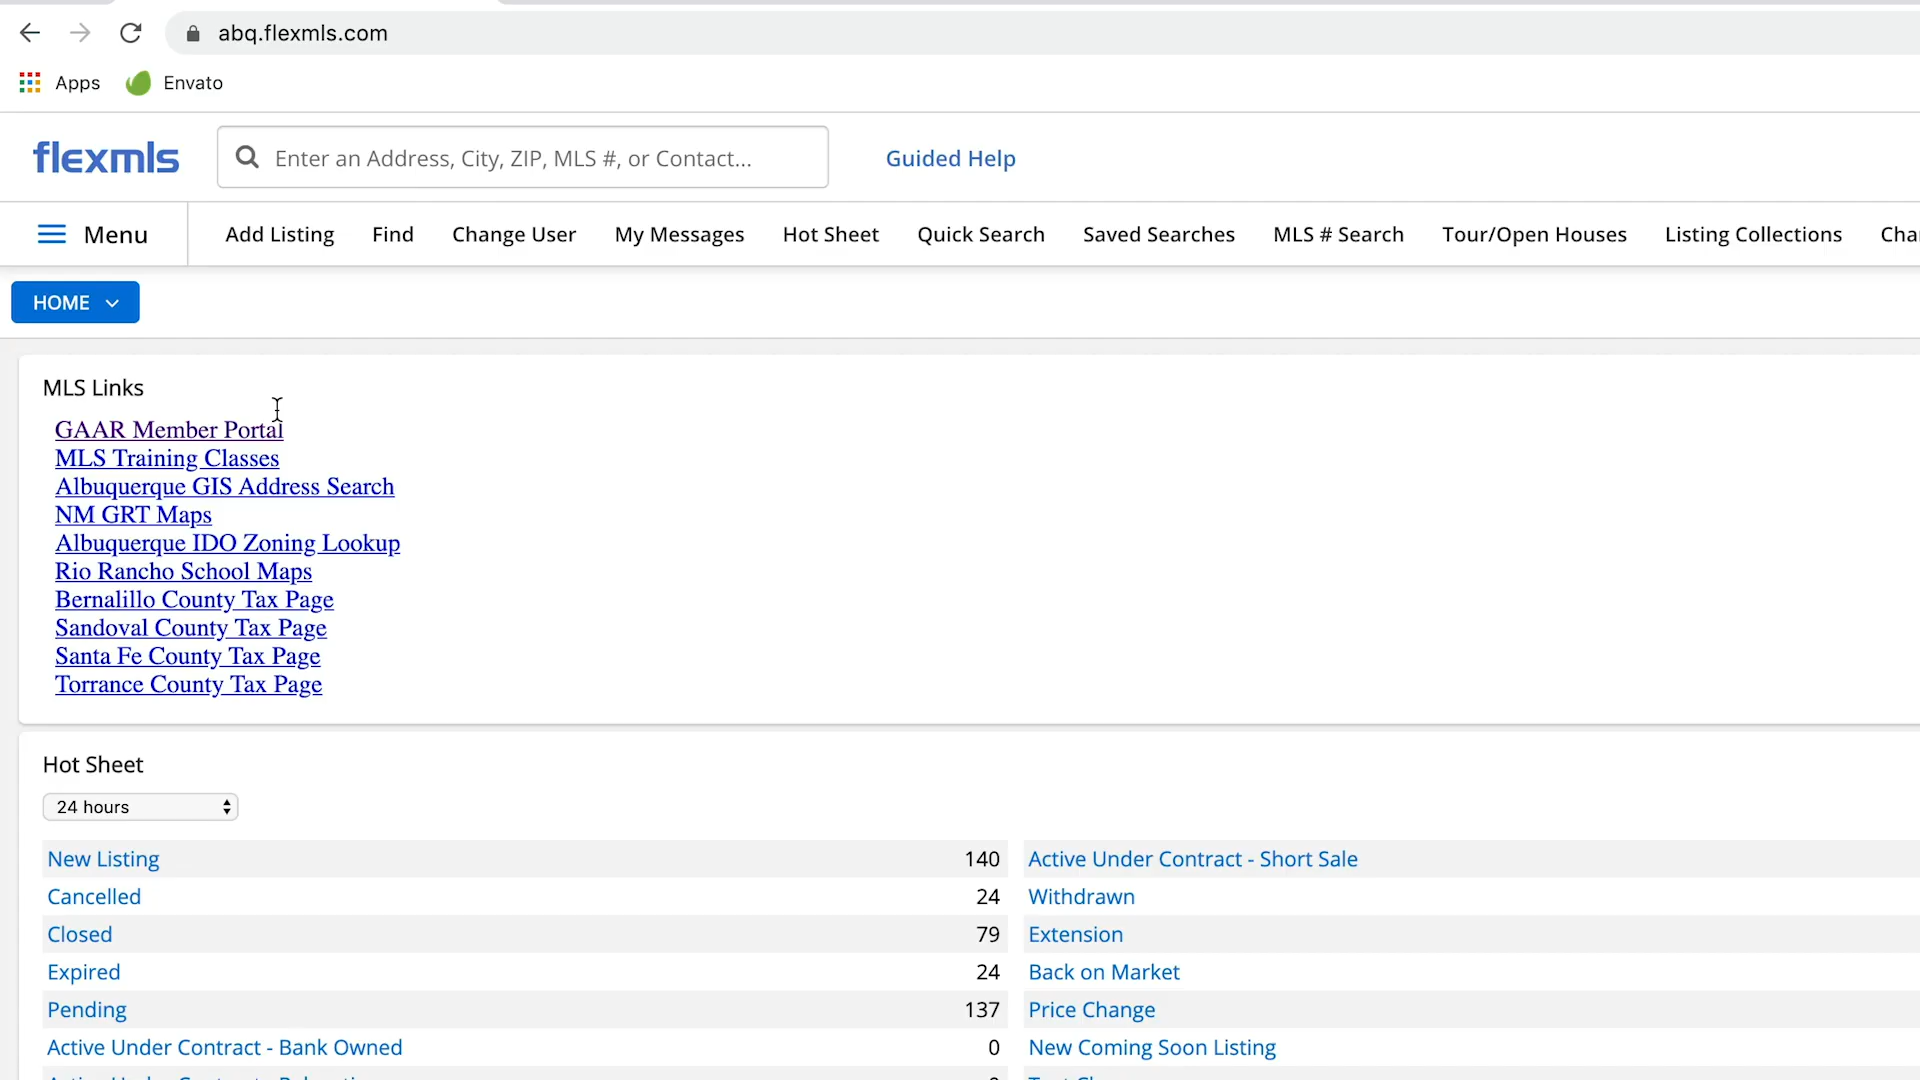 abq.flexmls.com
Apps Envato
flexmls Enter an Address, City, ZIP, MLS #, or Contact... Guided Help
Menu Add Listing Find Change User My Messages Hot Sheet Quick Search Saved Searches MLS # Search Tour/Open Houses Listing Collections
HOME
MLS Links
GAAR Member Portal
MLS Training Classes
Albuquerque GIS Address Search
NM GRT Maps
Albuquerque IDO Zoning Lookup
Rio Rancho School Maps
Bernalillo County Tax Page
Sandoval County Tax Page
Santa Fe County Tax Page
Torrance County Tax Page
Hot Sheet
24 hours
New Listing 140 Active Under Contract - Short Sale
Cancelled 24 Withdrawn
Closed 79 Extension
Expired 24 Back on Market
Pending 137 Price Change
Active Under Contract - Bank Owned 0 New Coming Soon Listing